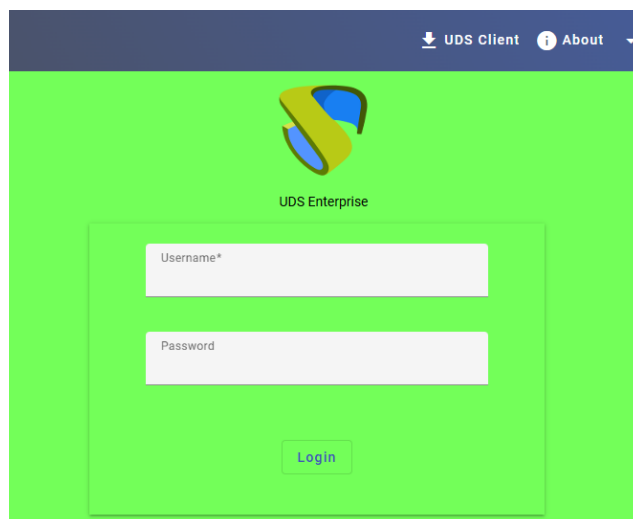 UDS Client About
UDS Enterprise
Username*
Password
Login